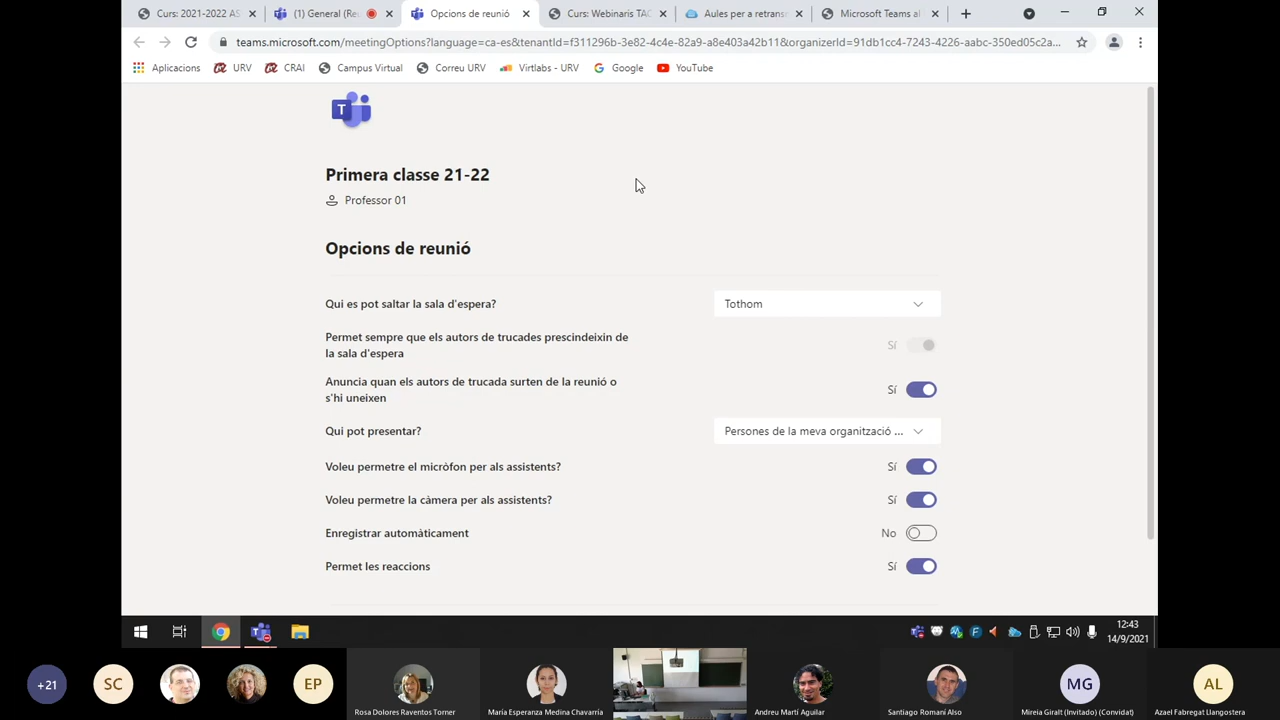 Curs: 2021-2022 AS
(1) General (Re
Opcions de reunió
Curs: Webinaris TAC
Aules per a retrans
Microsoft Teams al
teams.microsoft.com/meetingOptions?language=ca-es&tenantId=f311296b-3e82-4c4e-82a9-a8e403a42b11&organizerId=91db1cc4-7243-4226-aabc-350ed05c2a...
Aplicacions
URV
CRAI
Campus Virtual
Correu URV
Virtlabs - URV
Google
YouTube
T
Primera classe 21-22
Professor 01
Opcions de reunió
Qui es pot saltar la sala d'espera?
Tothom
Permet sempre que els autors de trucades prescindeixin de
la sala d'espera
Sí
Anuncia quan els autors de trucada surten de la reunió o
s'hi uneixen
Sí
Qui pot presentar?
Persones de la meva organització ...
Voleu permetre el micròfon per als assistents?
Sí
Voleu permetre la càmera per als assistents?
Sí
Enregistrar automàticament
No
Permet les reaccions
Sí
12:43
14/9/2021
+21
SC
EP
MG
AL
Rosa Dolores Raventos Torner
María Esperanza Medina Chavarria
Andreu Martí Aguilar
Santiago Romaní Also
Mireia Giralt (Invitado) (Convidat)
Azael Fabregat Llangostera